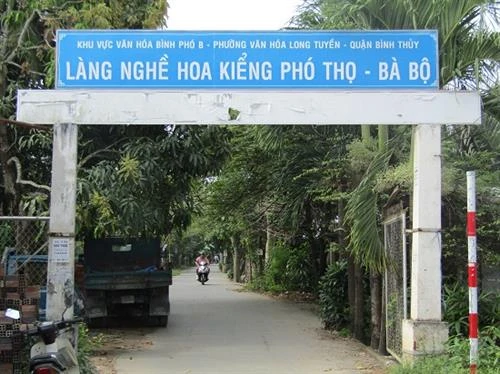 KHU VỰC VĂN HÓA BÌNH PHÓ B - PHƯỜNG VĂN HÓA LONG TUYỀN - QUẬN BÌNH THỦY
LÀNG NGHỀ HOA KIỂNG PHÓ THỌ - BÀ BỘ